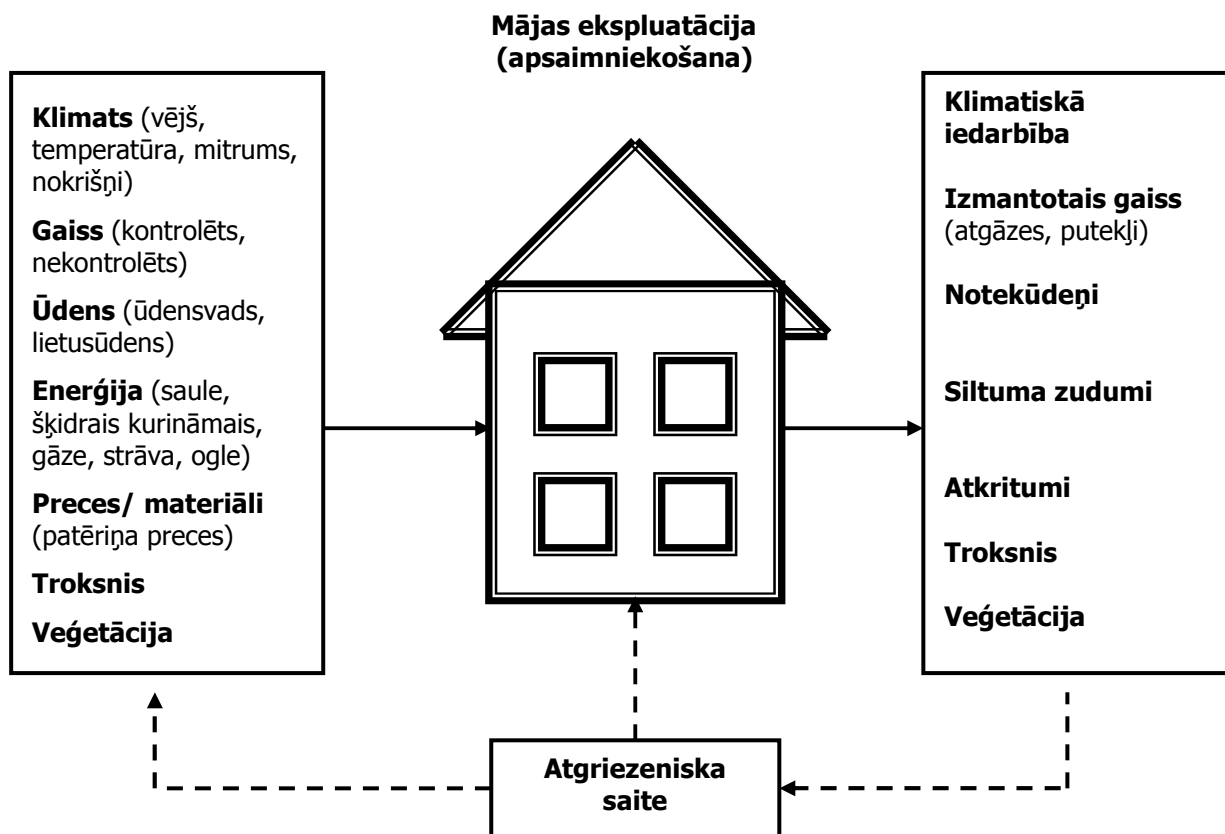 Mājas ekspluatācija
(apsaimniekošana)
Klimats (vējš,
temperatūra, mitrums,
nokrišņi)
Gaiss (kontrolēts,
nekontrolēts)
Ūdens (ūdensvads,
lietusūdens)
Enerģija (saule,
šķidrais kurināmais,
gāze, strāva, ogle)
Preces/ materiāli
(patēriņa preces)
Troksnis
Veģetācija
Klimatiskā
iedarbība
Izmantotais gaiss
(atgāzes, putekļi)
Notekūdeņi
Siltuma zudumi
Atkritumi
Troksnis
Veģetācija
Atgriezeniska
saite